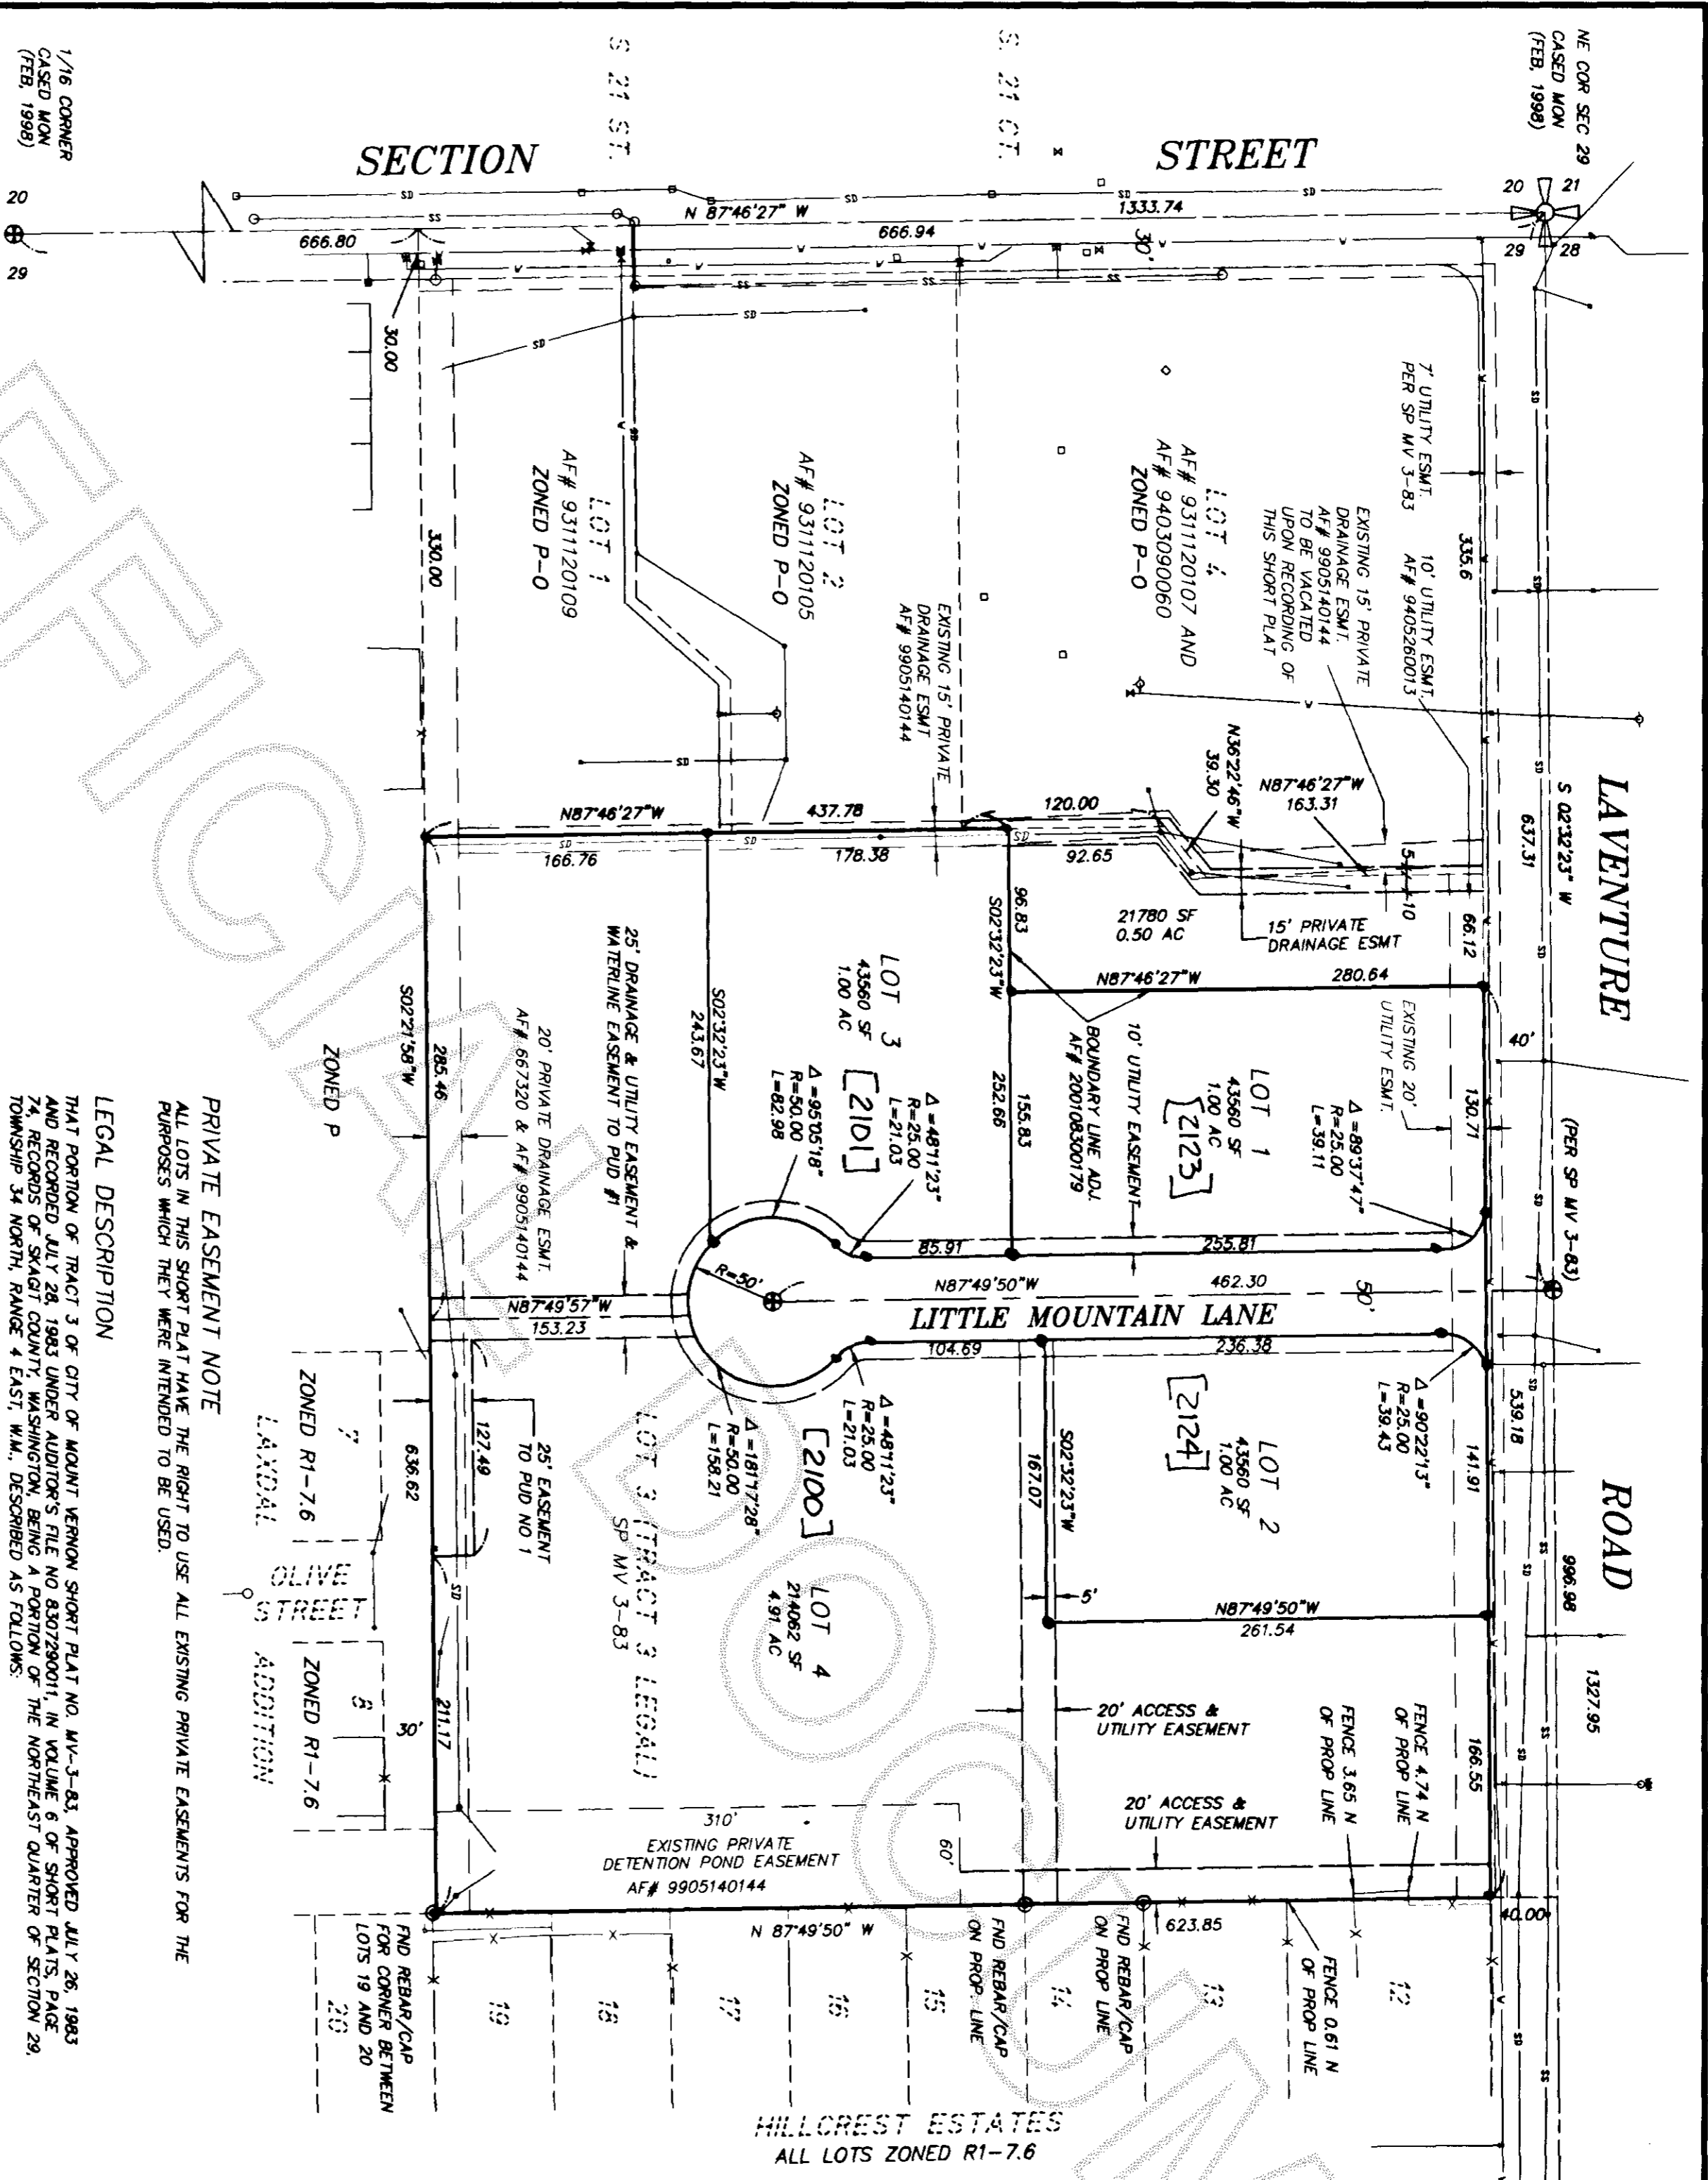 NE COR SEC 29
CASED MON
(FEB, 1998)
20 21
29 28
1/16 CORNER
CASED MON
(FEB, 1998)
20
29
S 21 ST.
S. 21 CT.
SECTION STREET
N 87°46'27" W
1333.74
666.80
666.94
30'
30.00
330.00
LAVENTURE ROAD
S 02°32'23" W
637.31
(PER SP MV 3-83)
539.18
996.98
1327.95
7' UTILITY ESMT.
PER SP MV 3-83
10' UTILITY ESMT.
AF# 9405260013
335.6
EXISTING 15' PRIVATE
DRAINAGE ESMT.
AF# 9905140144
TO BE VACATED
UPON RECORDING OF
THIS SHORT PLAT
LOT 4
AF# 9311120107 AND
AF# 9403090060
ZONED P-O
LOT 2
AF# 9311120105
ZONED P-O
LOT 1
AF# 9311120109
ZONED P-O
EXISTING 15' PRIVATE
DRAINAGE ESMT
AF# 9905140144
N36°22'46"W
39.30
N87°46'27"W
163.31
120.00
437.78
N87°46'27"W
166.76
178.38
92.65
5
10
66.12
15' PRIVATE
DRAINAGE ESMT
21780 SF
0.50 AC
96.83
S02°32'23"W
N87°46'27"W
280.64
40'
EXISTING 20'
UTILITY ESMT.
130.71
BOUNDARY LINE ADJ.
AF# 200108300179
10' UTILITY EASEMENT
LOT 1
43560 SF
1.00 AC
[2123]
Δ=89°37'47"
R=25.00
L=39.11
155.83
252.66
LOT 3
43560 SF
1.00 AC
[2101]
Δ=48°11'23"
R=25.00
L=21.03
Δ=95°05'18"
R=50.00
L=82.98
S02°32'23"W
243.67
25' DRAINAGE & UTILITY EASEMENT &
WATERLINE EASEMENT TO PUD #1
20' PRIVATE DRAINAGE ESMT.
AF# 667320 & AF# 9905140144
S02°21'58"W
285.46
ZONED P
85.91
255.81
N87°49'50"W
462.30
50'
LITTLE MOUNTAIN LANE
R=50'
N87°49'57"W
153.23
104.69
236.38
Δ=90°22'13"
R=25.00
L=39.43
141.91
LOT 2
43560 SF
1.00 AC
[2124]
S02°32'23"W
167.07
5'
N87°49'50"W
261.54
Δ=48°11'23"
R=25.00
L=21.03
[2100]
Δ=181°17'28"
R=50.00
L=158.21
LOT 4
214062 SF
4.91 AC
LOT 3 (TRACT 3 LEGAL)
SP MV 3-83
25' EASEMENT
TO PUD NO 1
127.49
636.62
211.17
30'
7
ZONED R1-7.6
8
ZONED R1-7.6
LAXDAL ADDITION
OLIVE
STREET
20' ACCESS &
UTILITY EASEMENT
20' ACCESS &
UTILITY EASEMENT
166.55
FENCE 4.74 N
OF PROP LINE
FENCE 3.65 N
OF PROP LINE
FENCE 0.61 N
OF PROP LINE
40.00
310'
60'
EXISTING PRIVATE
DETENTION POND EASEMENT
AF# 9905140144
N 87°49'50" W
623.85
FND REBAR/CAP
ON PROP LINE
FND REBAR/CAP
ON PROP. LINE
FND REBAR/CAP
FOR CORNER BETWEEN
LOTS 19 AND 20
12
13
14
15
16
17
18
19
20
HILLCREST ESTATES
ALL LOTS ZONED R1-7.6
PRIVATE EASEMENT NOTE
ALL LOTS IN THIS SHORT PLAT HAVE THE RIGHT TO USE ALL EXISTING PRIVATE EASEMENTS FOR THE
PURPOSES WHICH THEY WERE INTENDED TO BE USED.
LEGAL DESCRIPTION
THAT PORTION OF TRACT 3 OF CITY OF MOUNT VERNON SHORT PLAT NO. MV-3-83, APPROVED JULY 26, 1983
AND RECORDED JULY 28, 1983 UNDER AUDITOR'S FILE NO 8307280011, IN VOLUME 6 OF SHORT PLATS, PAGE
74, RECORDS OF SKAGIT COUNTY, WASHINGTON, BEING A PORTION OF THE NORTHEAST QUARTER OF SECTION 29,
TOWNSHIP 34 NORTH, RANGE 4 EAST, W.M., DESCRIBED AS FOLLOWS: